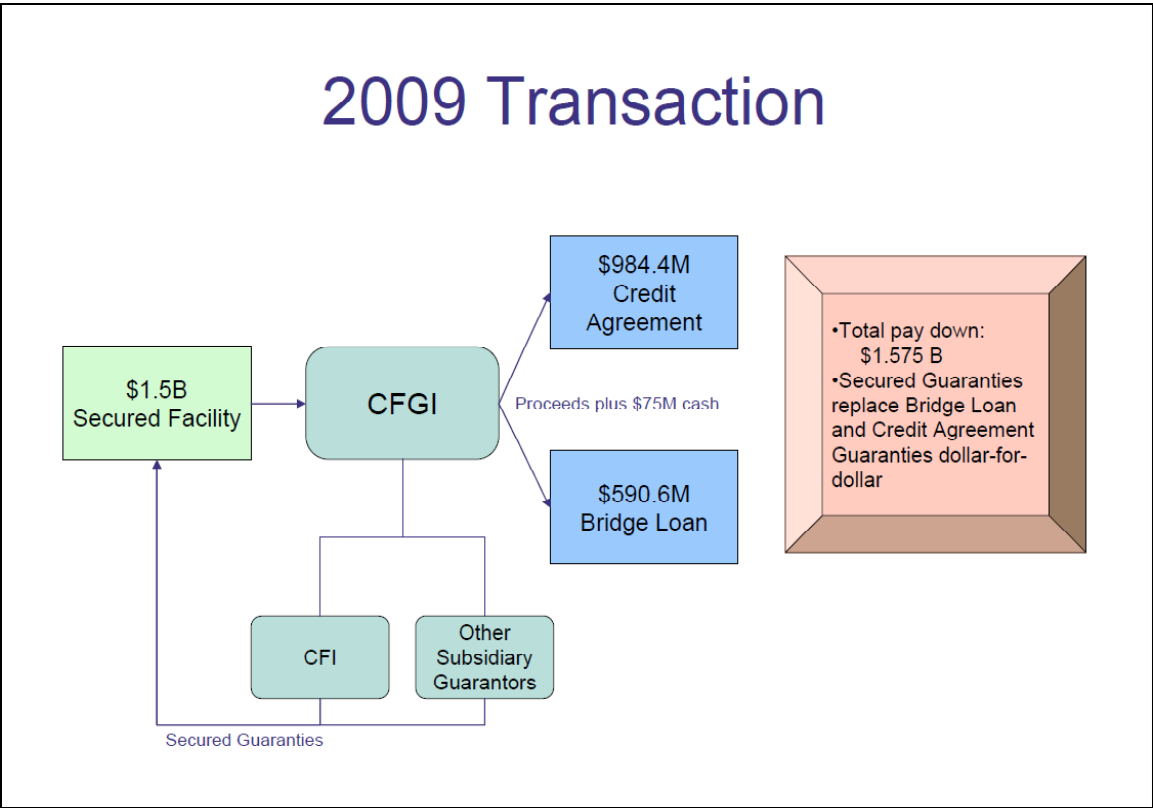 2009 Transaction
$1.5B
Secured Facility
CFGI
$984.4M
Credit
Agreement
Proceeds plus $75M cash
$590.6M
Bridge Loan
•Total pay down:
$1.575 B
•Secured Guaranties
replace Bridge Loan
and Credit Agreement
Guaranties dollar-for-
dollar
CFI
Other
Subsidiary
Guarantors
Secured Guaranties